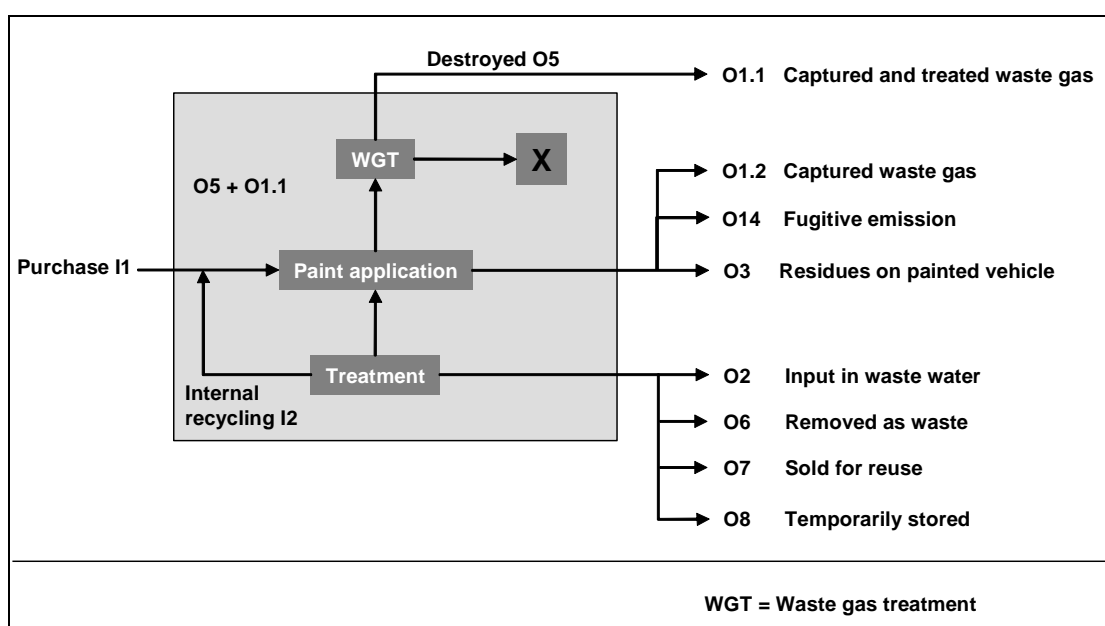 Destroyed O5
O1.1 Captured and treated waste gas
WGT
X
O5 + O1.1
O1.2 Captured waste gas
O14 Fugitive emission
Purchase I1
Paint application
O3 Residues on painted vehicle
Treatment
O2 Input in waste water
Internal
recycling I2
O6 Removed as waste
O7 Sold for reuse
O8 Temporarily stored
WGT = Waste gas treatment